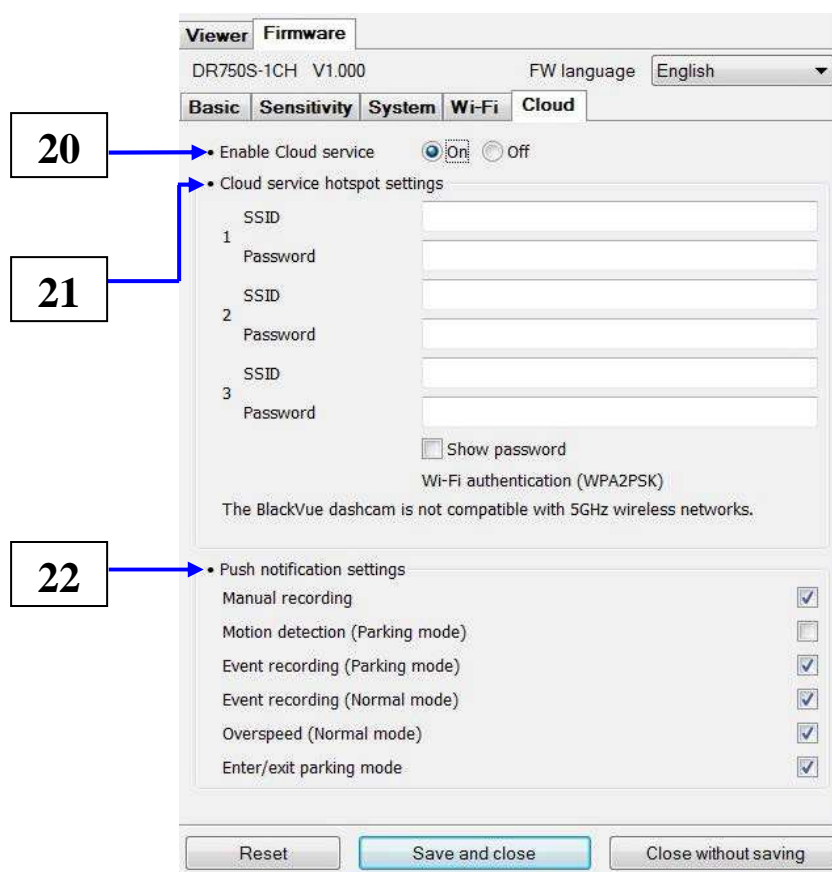 Viewer Firmware
DR750S-1CH V1.000 FW language English
Basic Sensitivity System Wi-Fi Cloud
20 • Enable Cloud service On Off
21 • Cloud service hotspot settings
SSID
1
Password
SSID
2
Password
SSID
3
Password
Show password
Wi-Fi authentication (WPA2PSK)
The BlackVue dashcam is not compatible with 5GHz wireless networks.
22 • Push notification settings
Manual recording
Motion detection (Parking mode)
Event recording (Parking mode)
Event recording (Normal mode)
Overspeed (Normal mode)
Enter/exit parking mode
Reset Save and close Close without saving